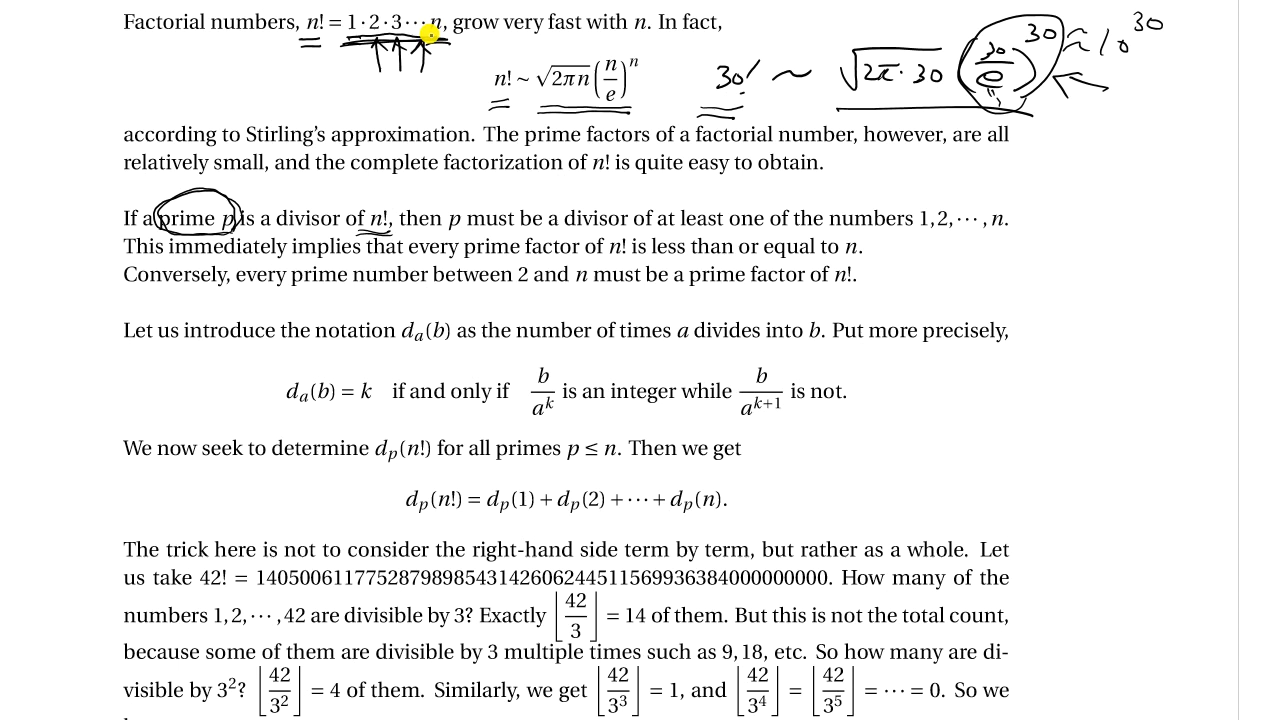 Factorial numbers, n! = 1·2·3···n, grow very fast with n. In fact,
n! ∼ √2πn (n/e)^n
30! ∼ √2π·30 (30/e)^30 ≈ 10^30
according to Stirling's approximation. The prime factors of a factorial number, however, are all
relatively small, and the complete factorization of n! is quite easy to obtain.
If a prime p is a divisor of n!, then p must be a divisor of at least one of the numbers 1,2,···,n.
This immediately implies that every prime factor of n! is less than or equal to n.
Conversely, every prime number between 2 and n must be a prime factor of n!.
Let us introduce the notation d_a(b) as the number of times a divides into b. Put more precisely,
d_a(b) = k if and only if b/a^k is an integer while b/a^{k+1} is not.
We now seek to determine d_p(n!) for all primes p ≤ n. Then we get
d_p(n!) = d_p(1) + d_p(2) + ··· + d_p(n).
The trick here is not to consider the right-hand side term by term, but rather as a whole. Let
us take 42! = 1405006117752879898543142606244511569936384000000000. How many of the
numbers 1,2,···,42 are divisible by 3? Exactly ⌊42/3⌋ = 14 of them. But this is not the total count,
because some of them are divisible by 3 multiple times such as 9,18, etc. So how many are di-
visible by 3²? ⌊42/3²⌋ = 4 of them. Similarly, we get ⌊42/3³⌋ = 1, and ⌊42/3⁴⌋ = ⌊42/3⁵⌋ = ··· = 0. So we